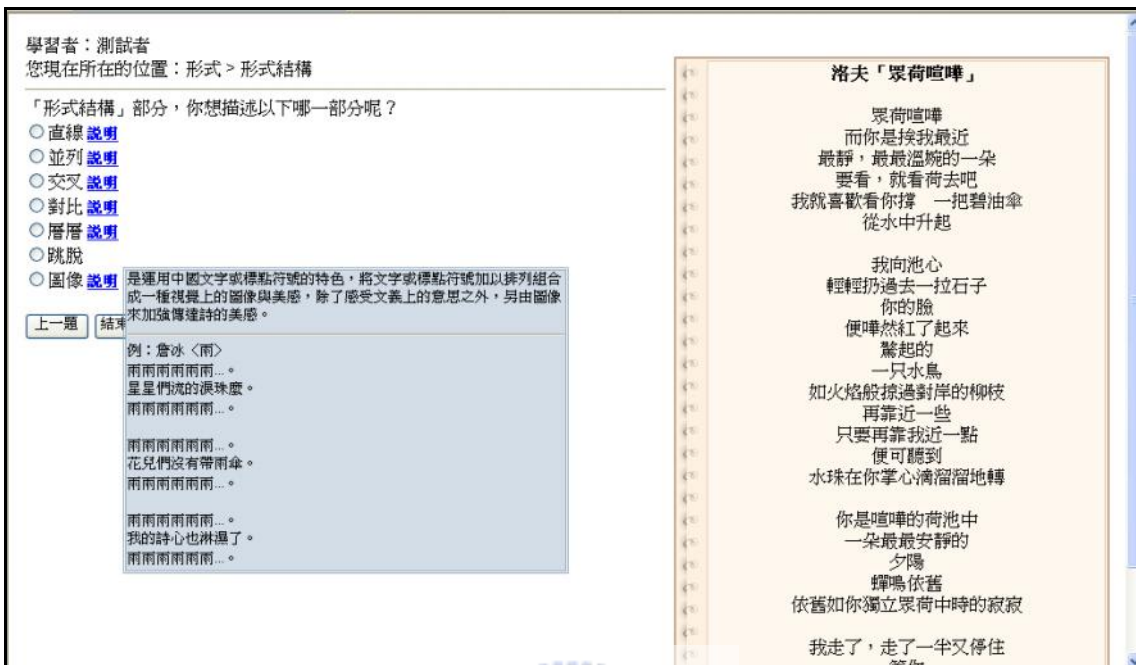 學習者：測試者
您現在所在的位置：形式 > 形式結構
「形式結構」部分，你想描述以下哪一部分呢？
直線 說明
並列 說明
交叉 說明
對比 說明
層層 說明
跳脫
圖像 說明
上一題 結束
是運用中國文字或標點符號的特色，將文字或標點符號加以排列組合
成一種視覺上的圖像與美感，除了感受文義上的意思之外，另由圖像
來加強傳達詩的美感。
例：詹冰〈雨〉
雨雨雨雨雨雨…。
星星們流的淚珠麼。
雨雨雨雨雨雨…。
雨雨雨雨雨雨…。
花兒們沒有帶雨傘。
雨雨雨雨雨雨…。
雨雨雨雨雨雨…。
我的詩心也淋濕了。
雨雨雨雨雨雨…。
洛夫「眾荷喧嘩」
眾荷喧嘩
而你是挨我最近
最靜，最最溫婉的一朵
要看，就看荷去吧
我就喜歡看你撐　一把碧油傘
從水中升起
我向池心
輕輕扔過去一拉石子
你的臉
便嘩然紅了起來
驚起的
一只水鳥
如火焰般掠過對岸的柳枝
再靠近一些
只要再靠我近一點
便可聽到
水珠在你掌心滴溜溜地轉
你是喧嘩的荷池中
一朵最最安靜的
夕陽
蟬鳴依舊
依舊如你獨立眾荷中時的寂寂
我走了，走了一半又停住
等你